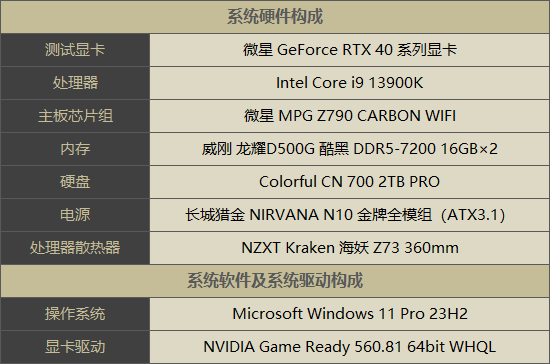 系统硬件构成
测试显卡 微星 GeForce RTX 40 系列显卡
处理器 Intel Core i9 13900K
主板芯片组 微星 MPG Z790 CARBON WIFI
内存 威刚 龙耀D500G 酷黑 DDR5-7200 16GB×2
硬盘 Colorful CN 700 2TB PRO
电源 长城猎金 NIRVANA N10 金牌全模组（ATX3.1）
处理器散热器 NZXT Kraken 海妖 Z73 360mm
系统软件及系统驱动构成
操作系统 Microsoft Windows 11 Pro 23H2
显卡驱动 NVIDIA Game Ready 560.81 64bit WHQL